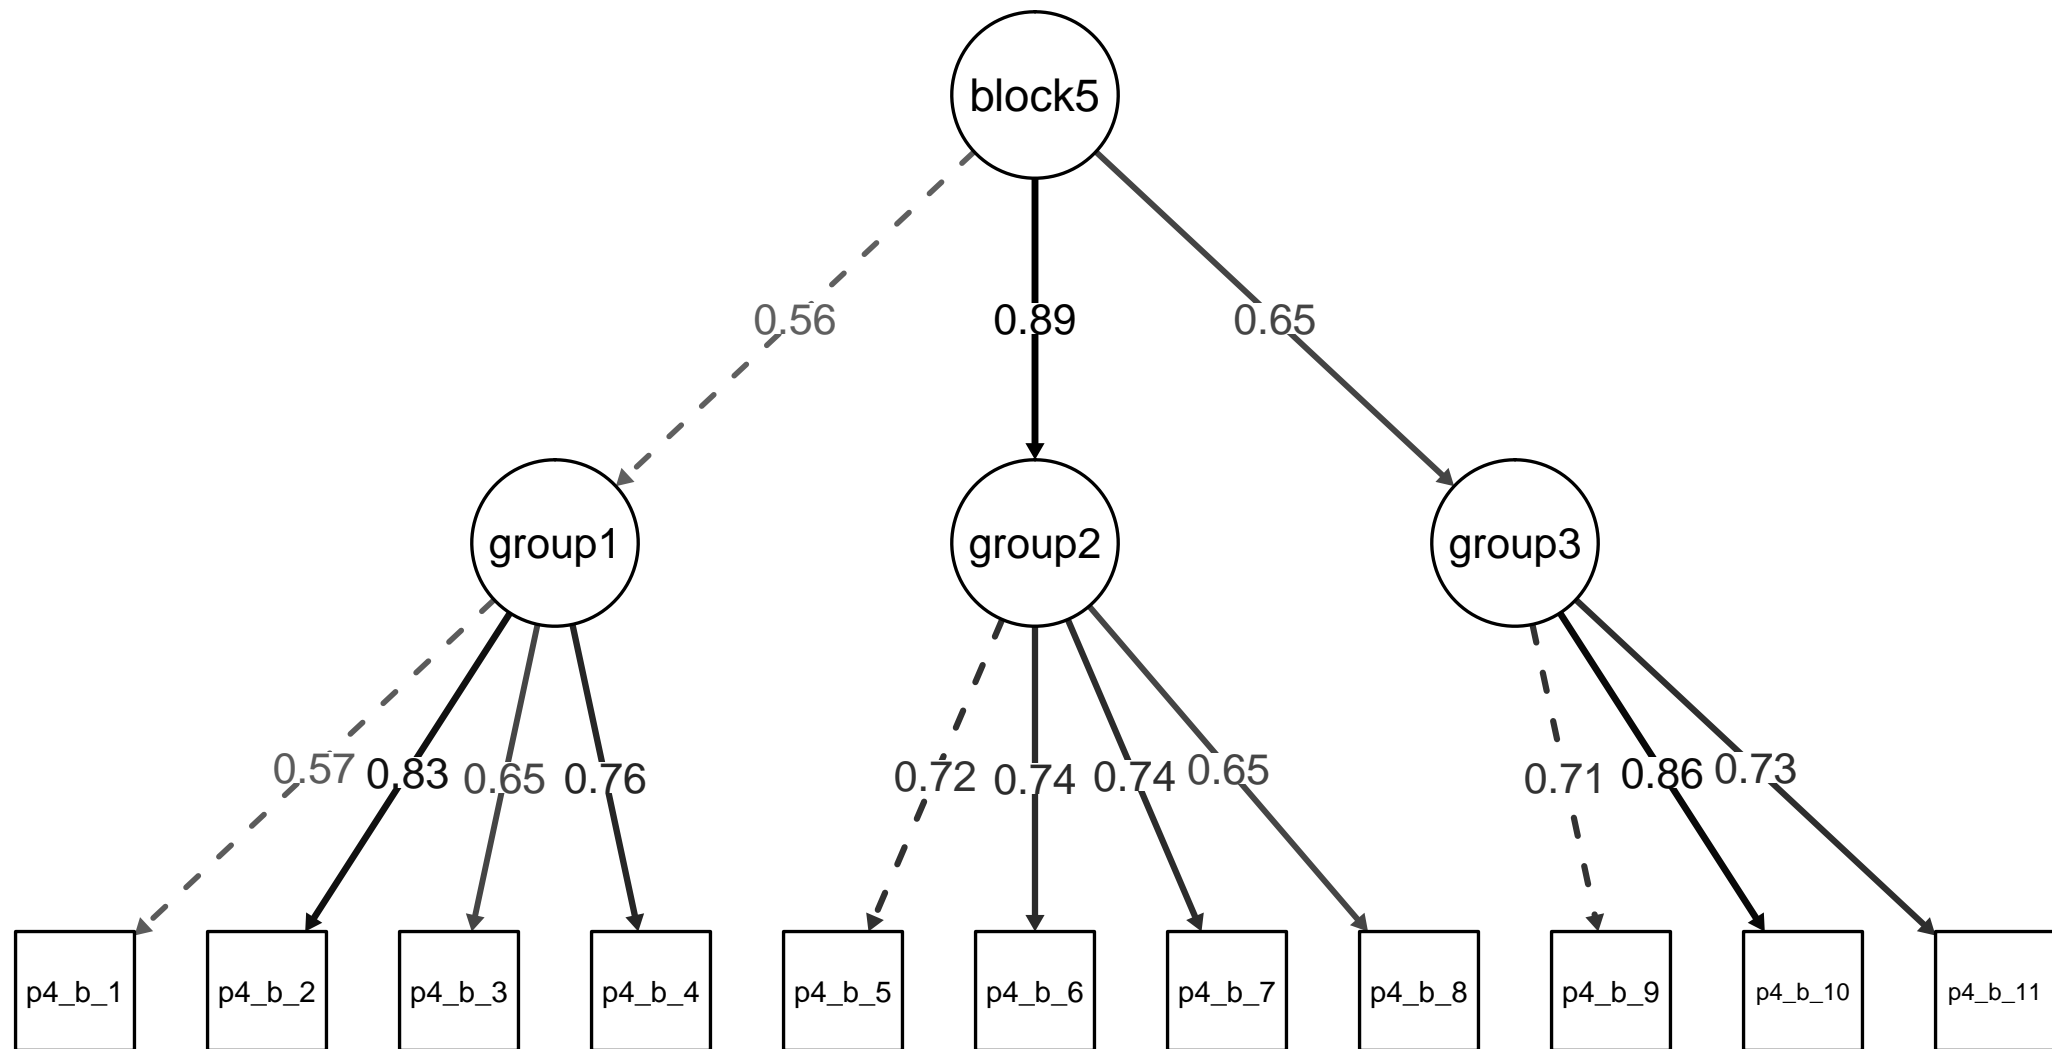 block5
0.56 0.89 0.65
group1 group2 group3
0.57 0.83 0.65 0.76 0.72 0.74 0.74 0.65 0.71 0.86 0.73
p4_b_1 p4_b_2 p4_b_3 p4_b_4 p4_b_5 p4_b_6 p4_b_7 p4_b_8 p4_b_9 p4_b_10 p4_b_11